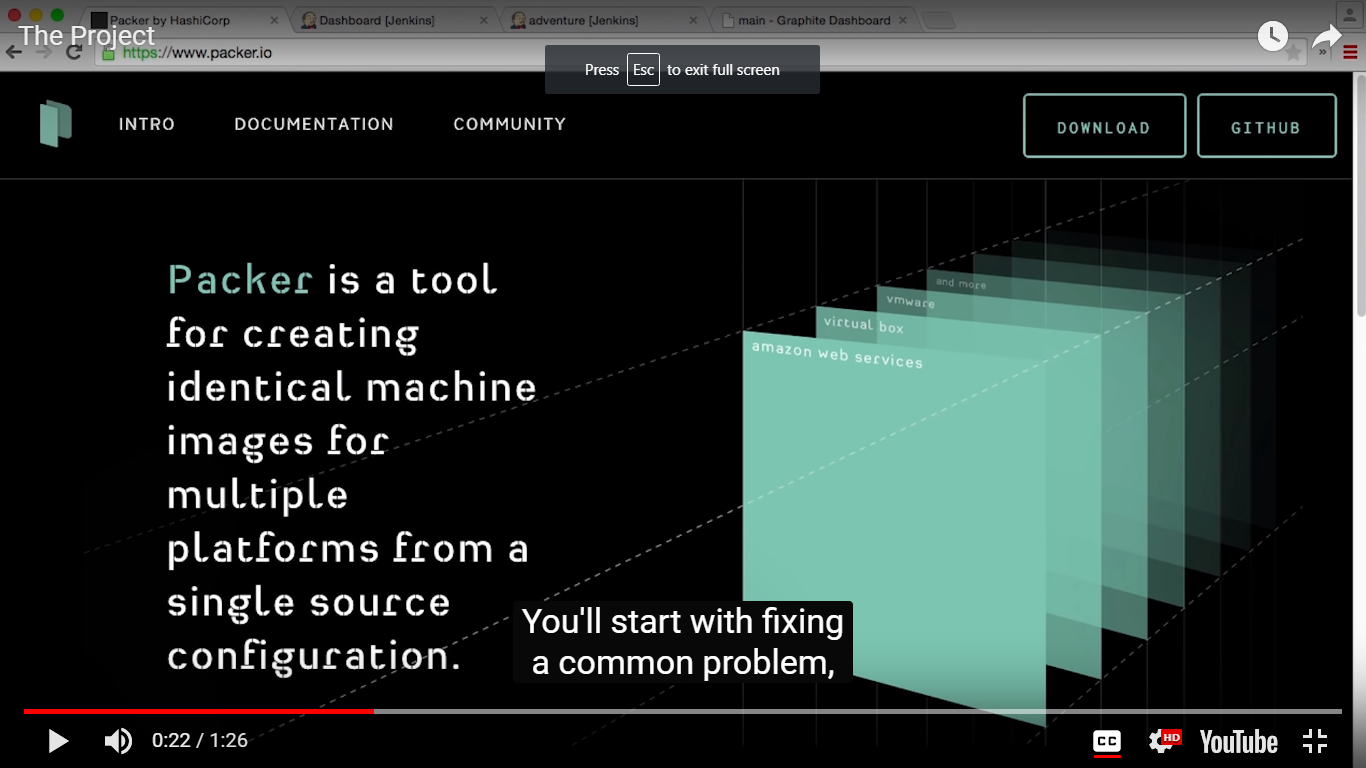 Packer by HashiCorp
Dashboard [Jenkins]
adventure [Jenkins]
main - Graphite Dashboard
The Project
https://www.packer.io
Press Esc to exit full screen
INTRO
DOCUMENTATION
COMMUNITY
DOWNLOAD
GITHUB
Packer is a tool
for creating
identical machine
images for
multiple
platforms from a
single source
configuration.
and more
vmware
virtual box
amazon web services
You'll start with fixing
a common problem,
0:22 / 1:26
CC
HD
YouTube